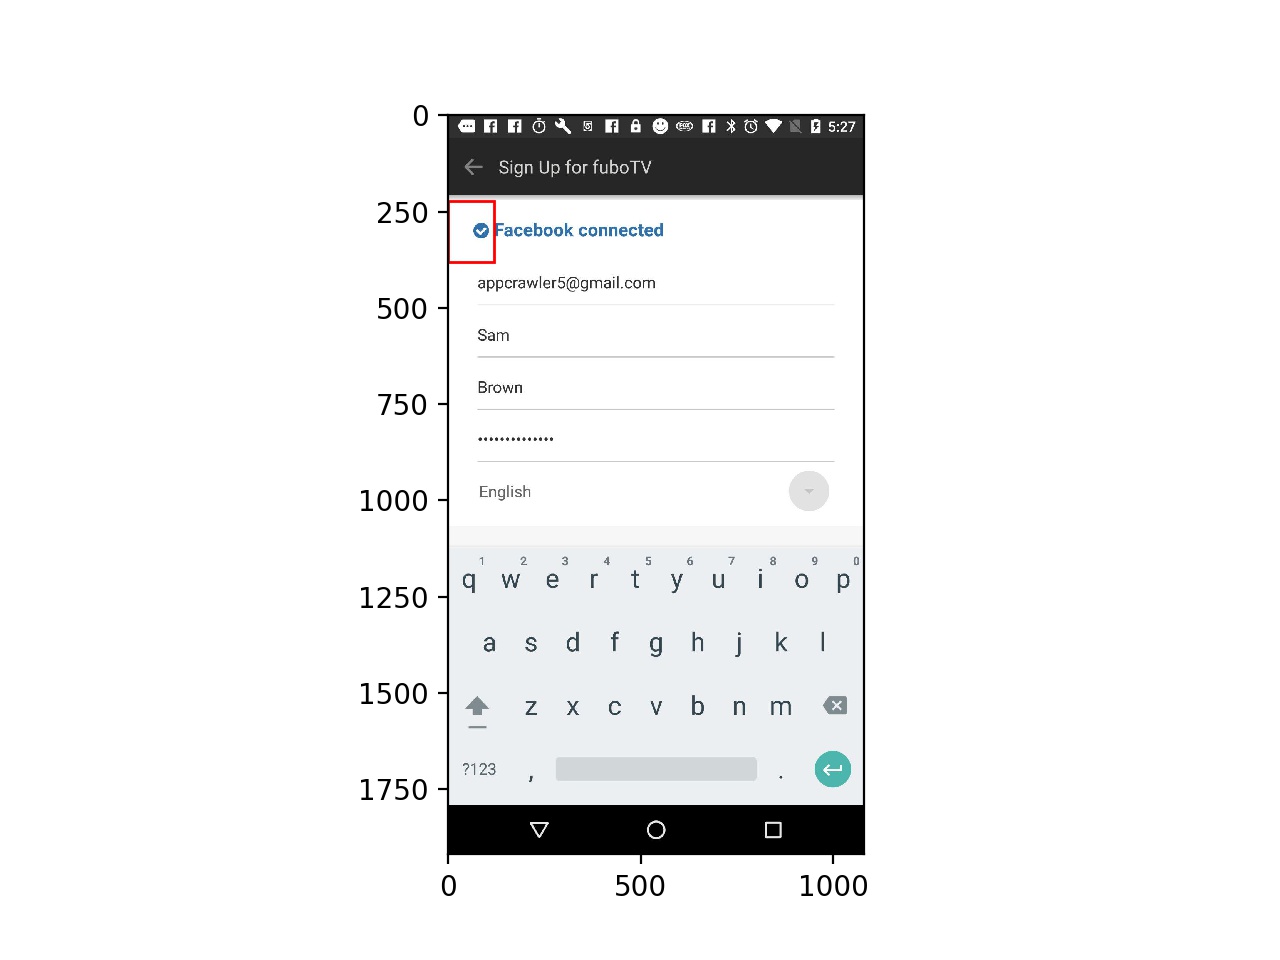 0
250
500
750
1000
1250
1500
1750
5:27
Sign Up for fuboTV
Facebook connected
appcrawler5@gmail.com
Sam
Brown
••••••••••••••
English
1 2 3 4 5 6 7 8 9 0
q w e r t y u i o p
a s d f g h j k l
z x c v b n m
?123 , .
0 500 1000